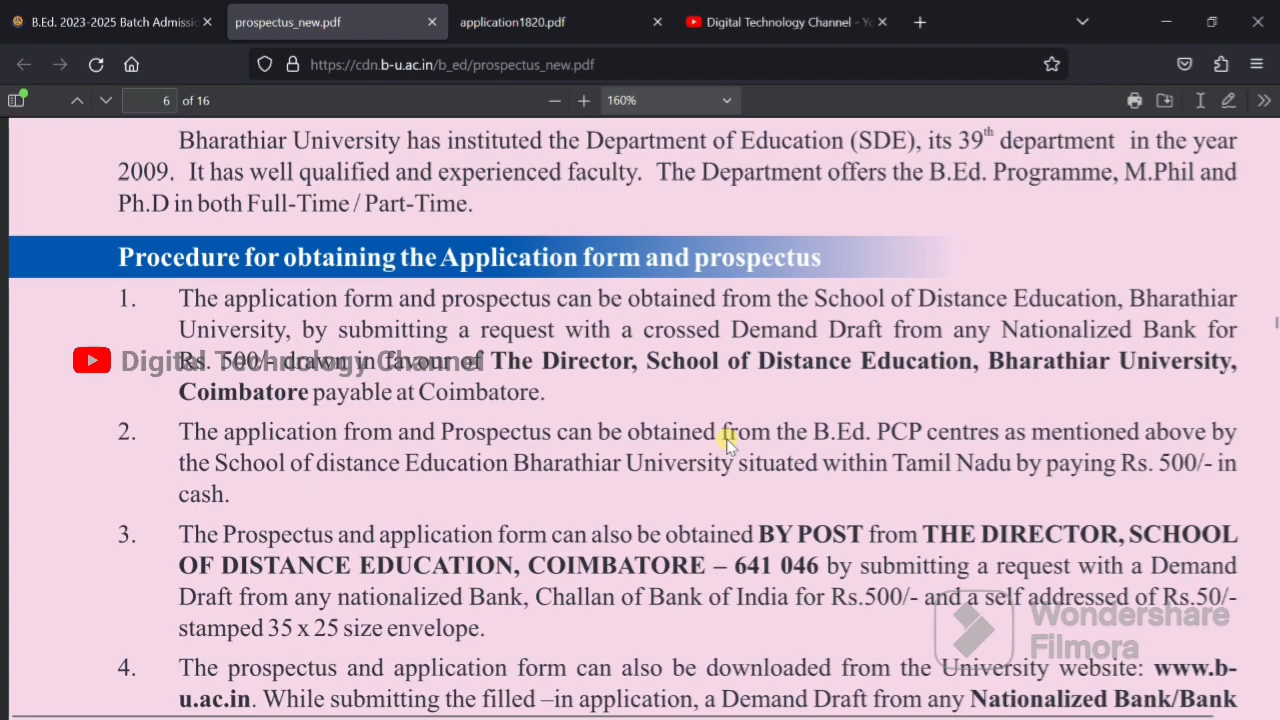 B.Ed. 2023-2025 Batch Admissi
prospectus_new.pdf
application1820.pdf
Digital Technology Channel - Yo
https://cdn.b-u.ac.in/b_ed/prospectus_new.pdf
6 of 16
160%
Bharathiar University has instituted the Department of Education (SDE), its 39th department in the year
2009. It has well qualified and experienced faculty. The Department offers the B.Ed. Programme, M.Phil and
Ph.D in both Full-Time / Part-Time.
Procedure for obtaining the Application form and prospectus
1. The application form and prospectus can be obtained from the School of Distance Education, Bharathiar
University, by submitting a request with a crossed Demand Draft from any Nationalized Bank for
Rs. 500/- drawn in favour of The Director, School of Distance Education, Bharathiar University,
Digital Technology Channel
Coimbatore payable at Coimbatore.
2. The application from and Prospectus can be obtained from the B.Ed. PCP centres as mentioned above by
the School of distance Education Bharathiar University situated within Tamil Nadu by paying Rs. 500/- in
cash.
3. The Prospectus and application form can also be obtained BY POST from THE DIRECTOR, SCHOOL
OF DISTANCE EDUCATION, COIMBATORE – 641 046 by submitting a request with a Demand
Draft from any nationalized Bank, Challan of Bank of India for Rs.500/- and a self addressed of Rs.50/-
stamped 35 x 25 size envelope.
Wondershare
Filmora
4. The prospectus and application form can also be downloaded from the University website: www.b-
u.ac.in. While submitting the filled –in application, a Demand Draft from any Nationalized Bank/Bank